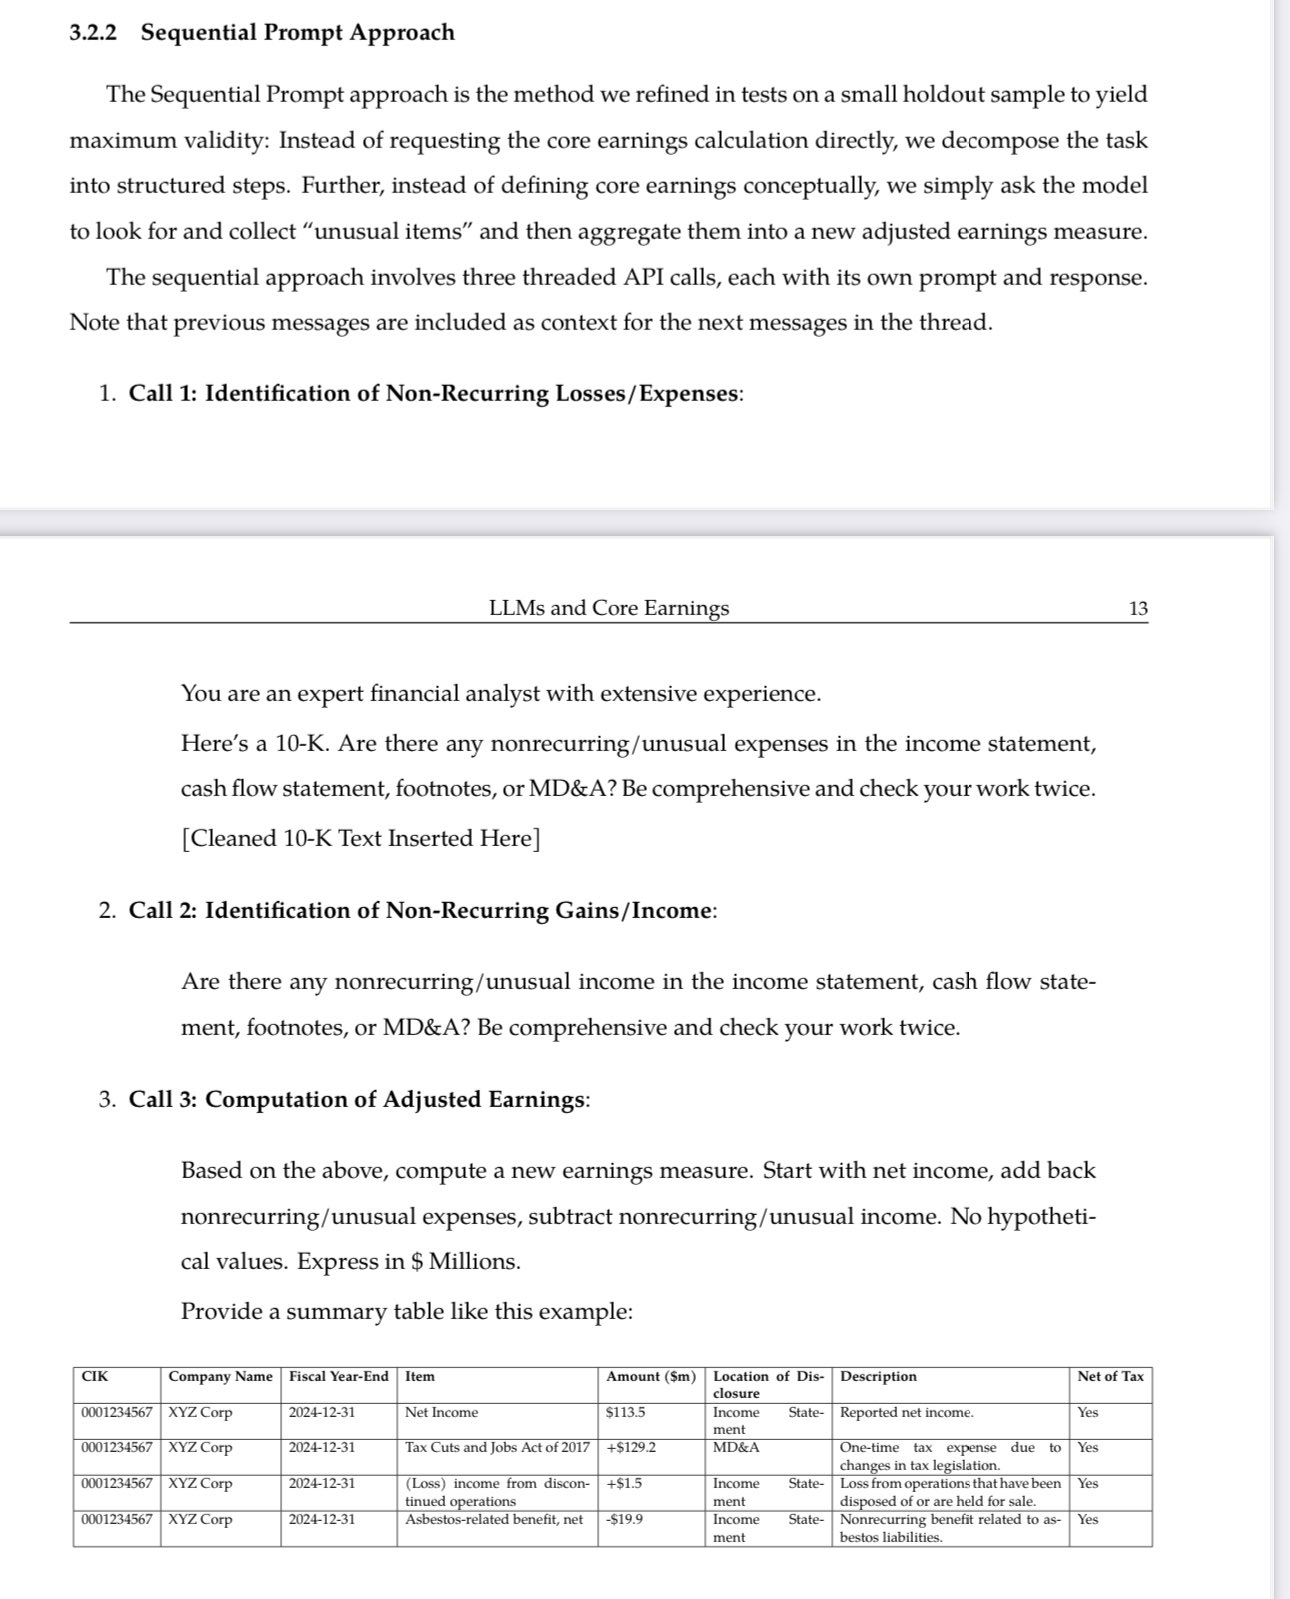 3.2.2 Sequential Prompt Approach
The Sequential Prompt approach is the method we refined in tests on a small holdout sample to yield
maximum validity: Instead of requesting the core earnings calculation directly, we decompose the task
into structured steps. Further, instead of defining core earnings conceptually, we simply ask the model
to look for and collect “unusual items” and then aggregate them into a new adjusted earnings measure.
The sequential approach involves three threaded API calls, each with its own prompt and response.
Note that previous messages are included as context for the next messages in the thread.
1. Call 1: Identification of Non-Recurring Losses/Expenses:
LLMs and Core Earnings 13
You are an expert financial analyst with extensive experience.
Here’s a 10-K. Are there any nonrecurring/unusual expenses in the income statement,
cash flow statement, footnotes, or MD&A? Be comprehensive and check your work twice.
[Cleaned 10-K Text Inserted Here]
2. Call 2: Identification of Non-Recurring Gains/Income:
Are there any nonrecurring/unusual income in the income statement, cash flow state-
ment, footnotes, or MD&A? Be comprehensive and check your work twice.
3. Call 3: Computation of Adjusted Earnings:
Based on the above, compute a new earnings measure. Start with net income, add back
nonrecurring/unusual expenses, subtract nonrecurring/unusual income. No hypotheti-
cal values. Express in $ Millions.
Provide a summary table like this example:
CIK Company Name Fiscal Year-End Item Amount ($m) Location of Dis- Description Net of Tax
closure
0001234567 XYZ Corp 2024-12-31 Net Income $113.5 Income State- Reported net income. Yes
ment
0001234567 XYZ Corp 2024-12-31 Tax Cuts and Jobs Act of 2017 +$129.2 MD&A One-time tax expense due to Yes
changes in tax legislation.
0001234567 XYZ Corp 2024-12-31 (Loss) income from discon- +$1.5 Income State- Loss from operations that have been Yes
tinued operations ment disposed of or are held for sale.
0001234567 XYZ Corp 2024-12-31 Asbestos-related benefit, net -$19.9 Income State- Nonrecurring benefit related to as- Yes
ment bestos liabilities.